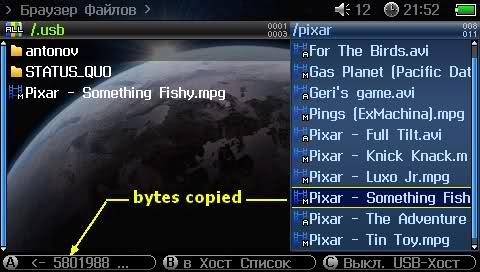 > Браузер Файлов > 12 21:52
ALL /.usb 0001 0003
antonov
STATUS_QUO
Pixar - Something Fishy.mpg
/pixar 008 011
For The Birds.avi
Gas Planet (Pacific Dat
Geri's game.avi
Pings (ExMachina).mpg
Pixar - Full Tilt.avi
Pixar - Knick Knack.m
Pixar - Luxo Jr.mpg
Pixar - Something Fish
Pixar - The Adventure
Pixar - Tin Toy.mpg
bytes copied
A <- 5801988 ... B в Хост Список C Выкл. USB-Хост